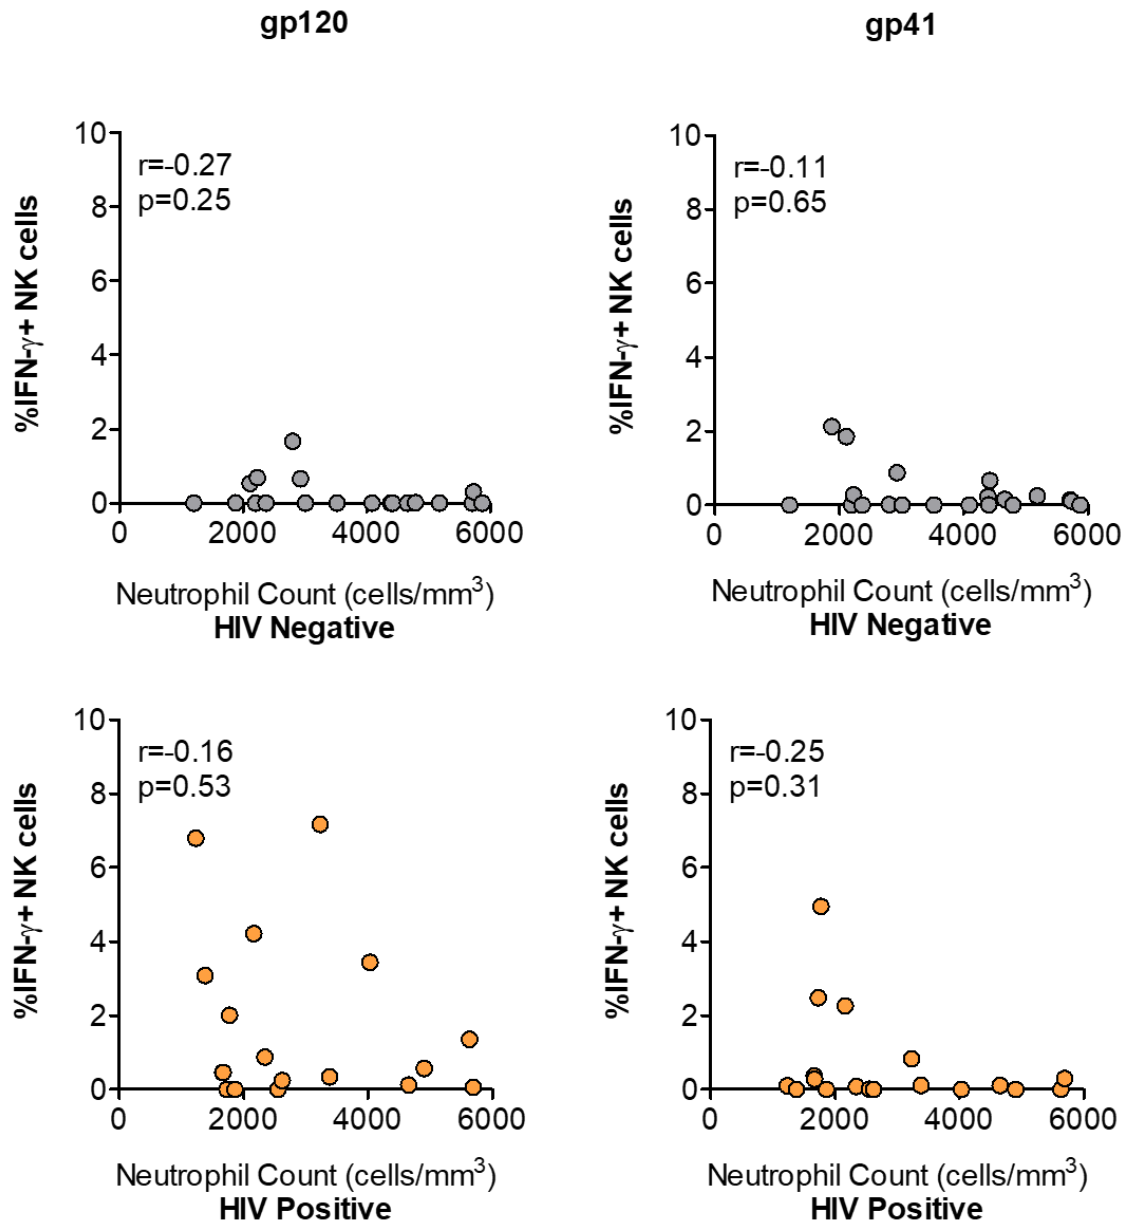 gp120
gp41
10
8
6
4
2
0
%IFN-γ+ NK cells
r=-0.27
p=0.25
0
2000
4000
6000
Neutrophil Count (cells/mm³)
HIV Negative
10
8
6
4
2
0
%IFN-γ+ NK cells
r=-0.11
p=0.65
0
2000
4000
6000
Neutrophil Count (cells/mm³)
HIV Negative
10
8
6
4
2
0
%IFN-γ+ NK cells
r=-0.16
p=0.53
0
2000
4000
6000
Neutrophil Count (cells/mm³)
HIV Positive
10
8
6
4
2
0
%IFN-γ+ NK cells
r=-0.25
p=0.31
0
2000
4000
6000
Neutrophil Count (cells/mm³)
HIV Positive